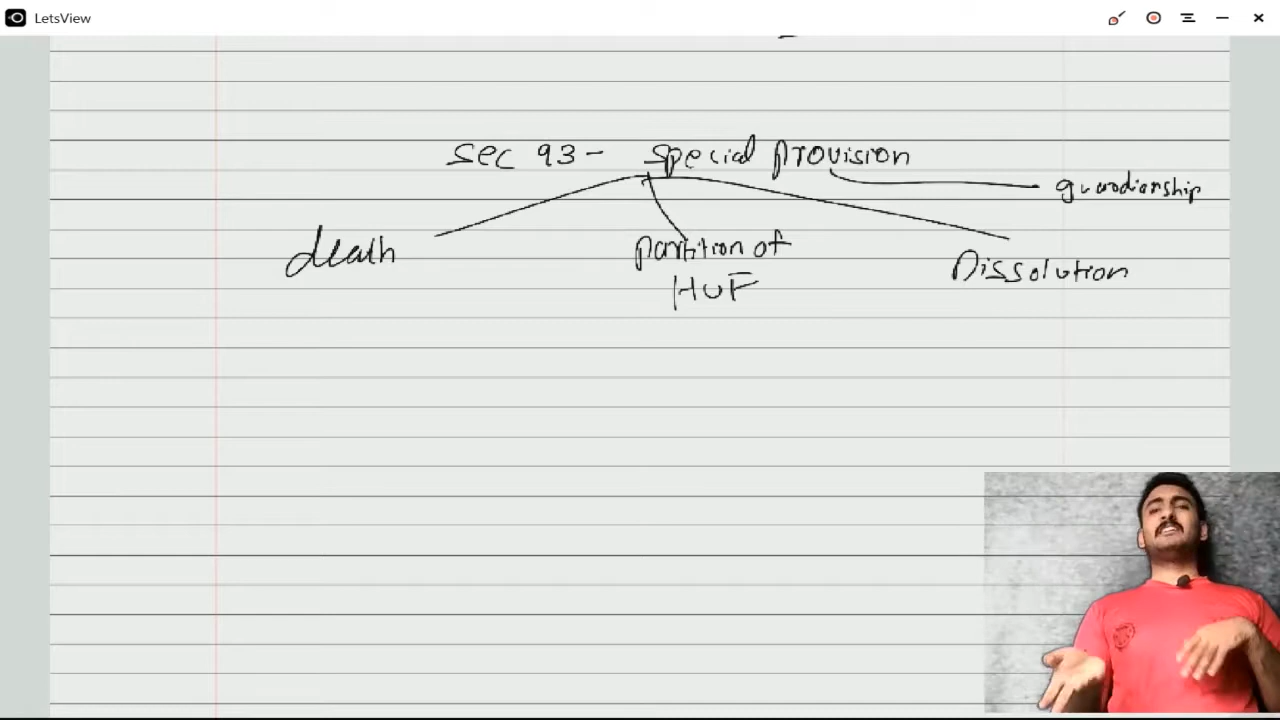 LetsView
Sec 93- special provision
guardianship
death
partition of
HUF
Dissolution